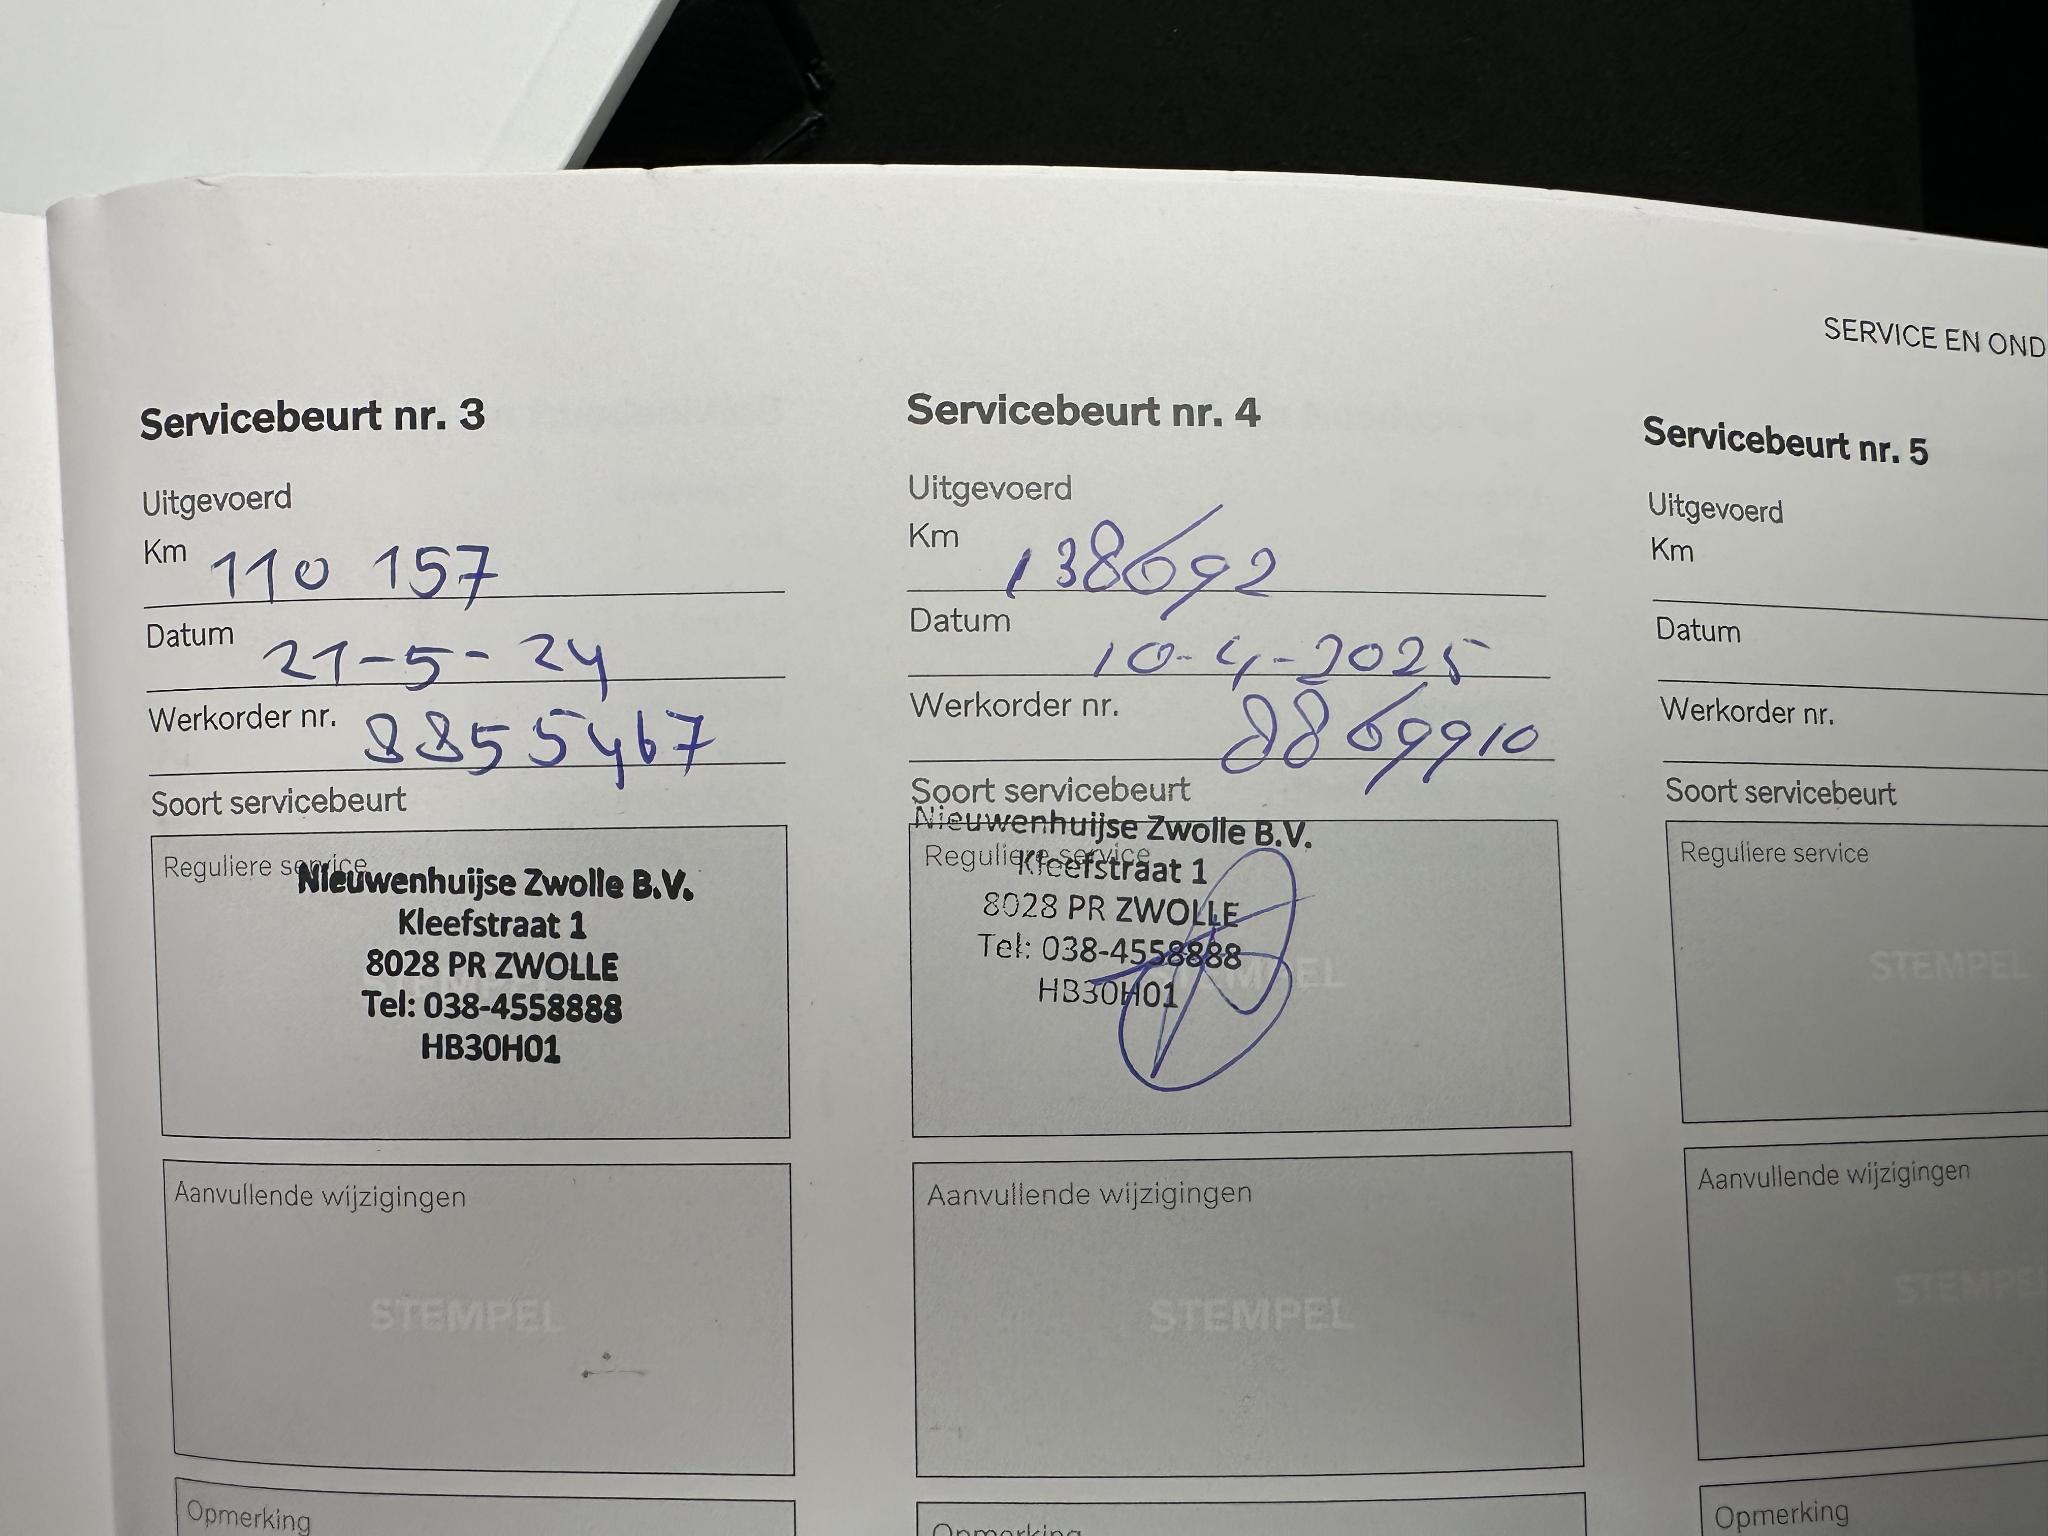 SERVICE EN OND
Servicebeurt nr. 3
Uitgevoerd
Km 110 157
Datum 21-5-24
Werkorder nr. 8855467
Soort servicebeurt
Reguliere service
Nieuwenhuijse Zwolle B.V.
Kleefstraat 1
8028 PR ZWOLLE
Tel: 038-4558888
HB30H01
Aanvullende wijzigingen
STEMPEL
Opmerking
Servicebeurt nr. 4
Uitgevoerd
Km 138692
Datum 10-4-2025
Werkorder nr. 8869910
Soort servicebeurt
Nieuwenhuijse Zwolle B.V.
Reguliere service
Kleefstraat 1
8028 PR ZWOLLE
Tel: 038-4558888
STEMPEL
HB30H01
Aanvullende wijzigingen
STEMPEL
Opmerking
Servicebeurt nr. 5
Uitgevoerd
Km
Datum
Werkorder nr.
Soort servicebeurt
Reguliere service
STEMPEL
Aanvullende wijzigingen
STEMPEL
Opmerking